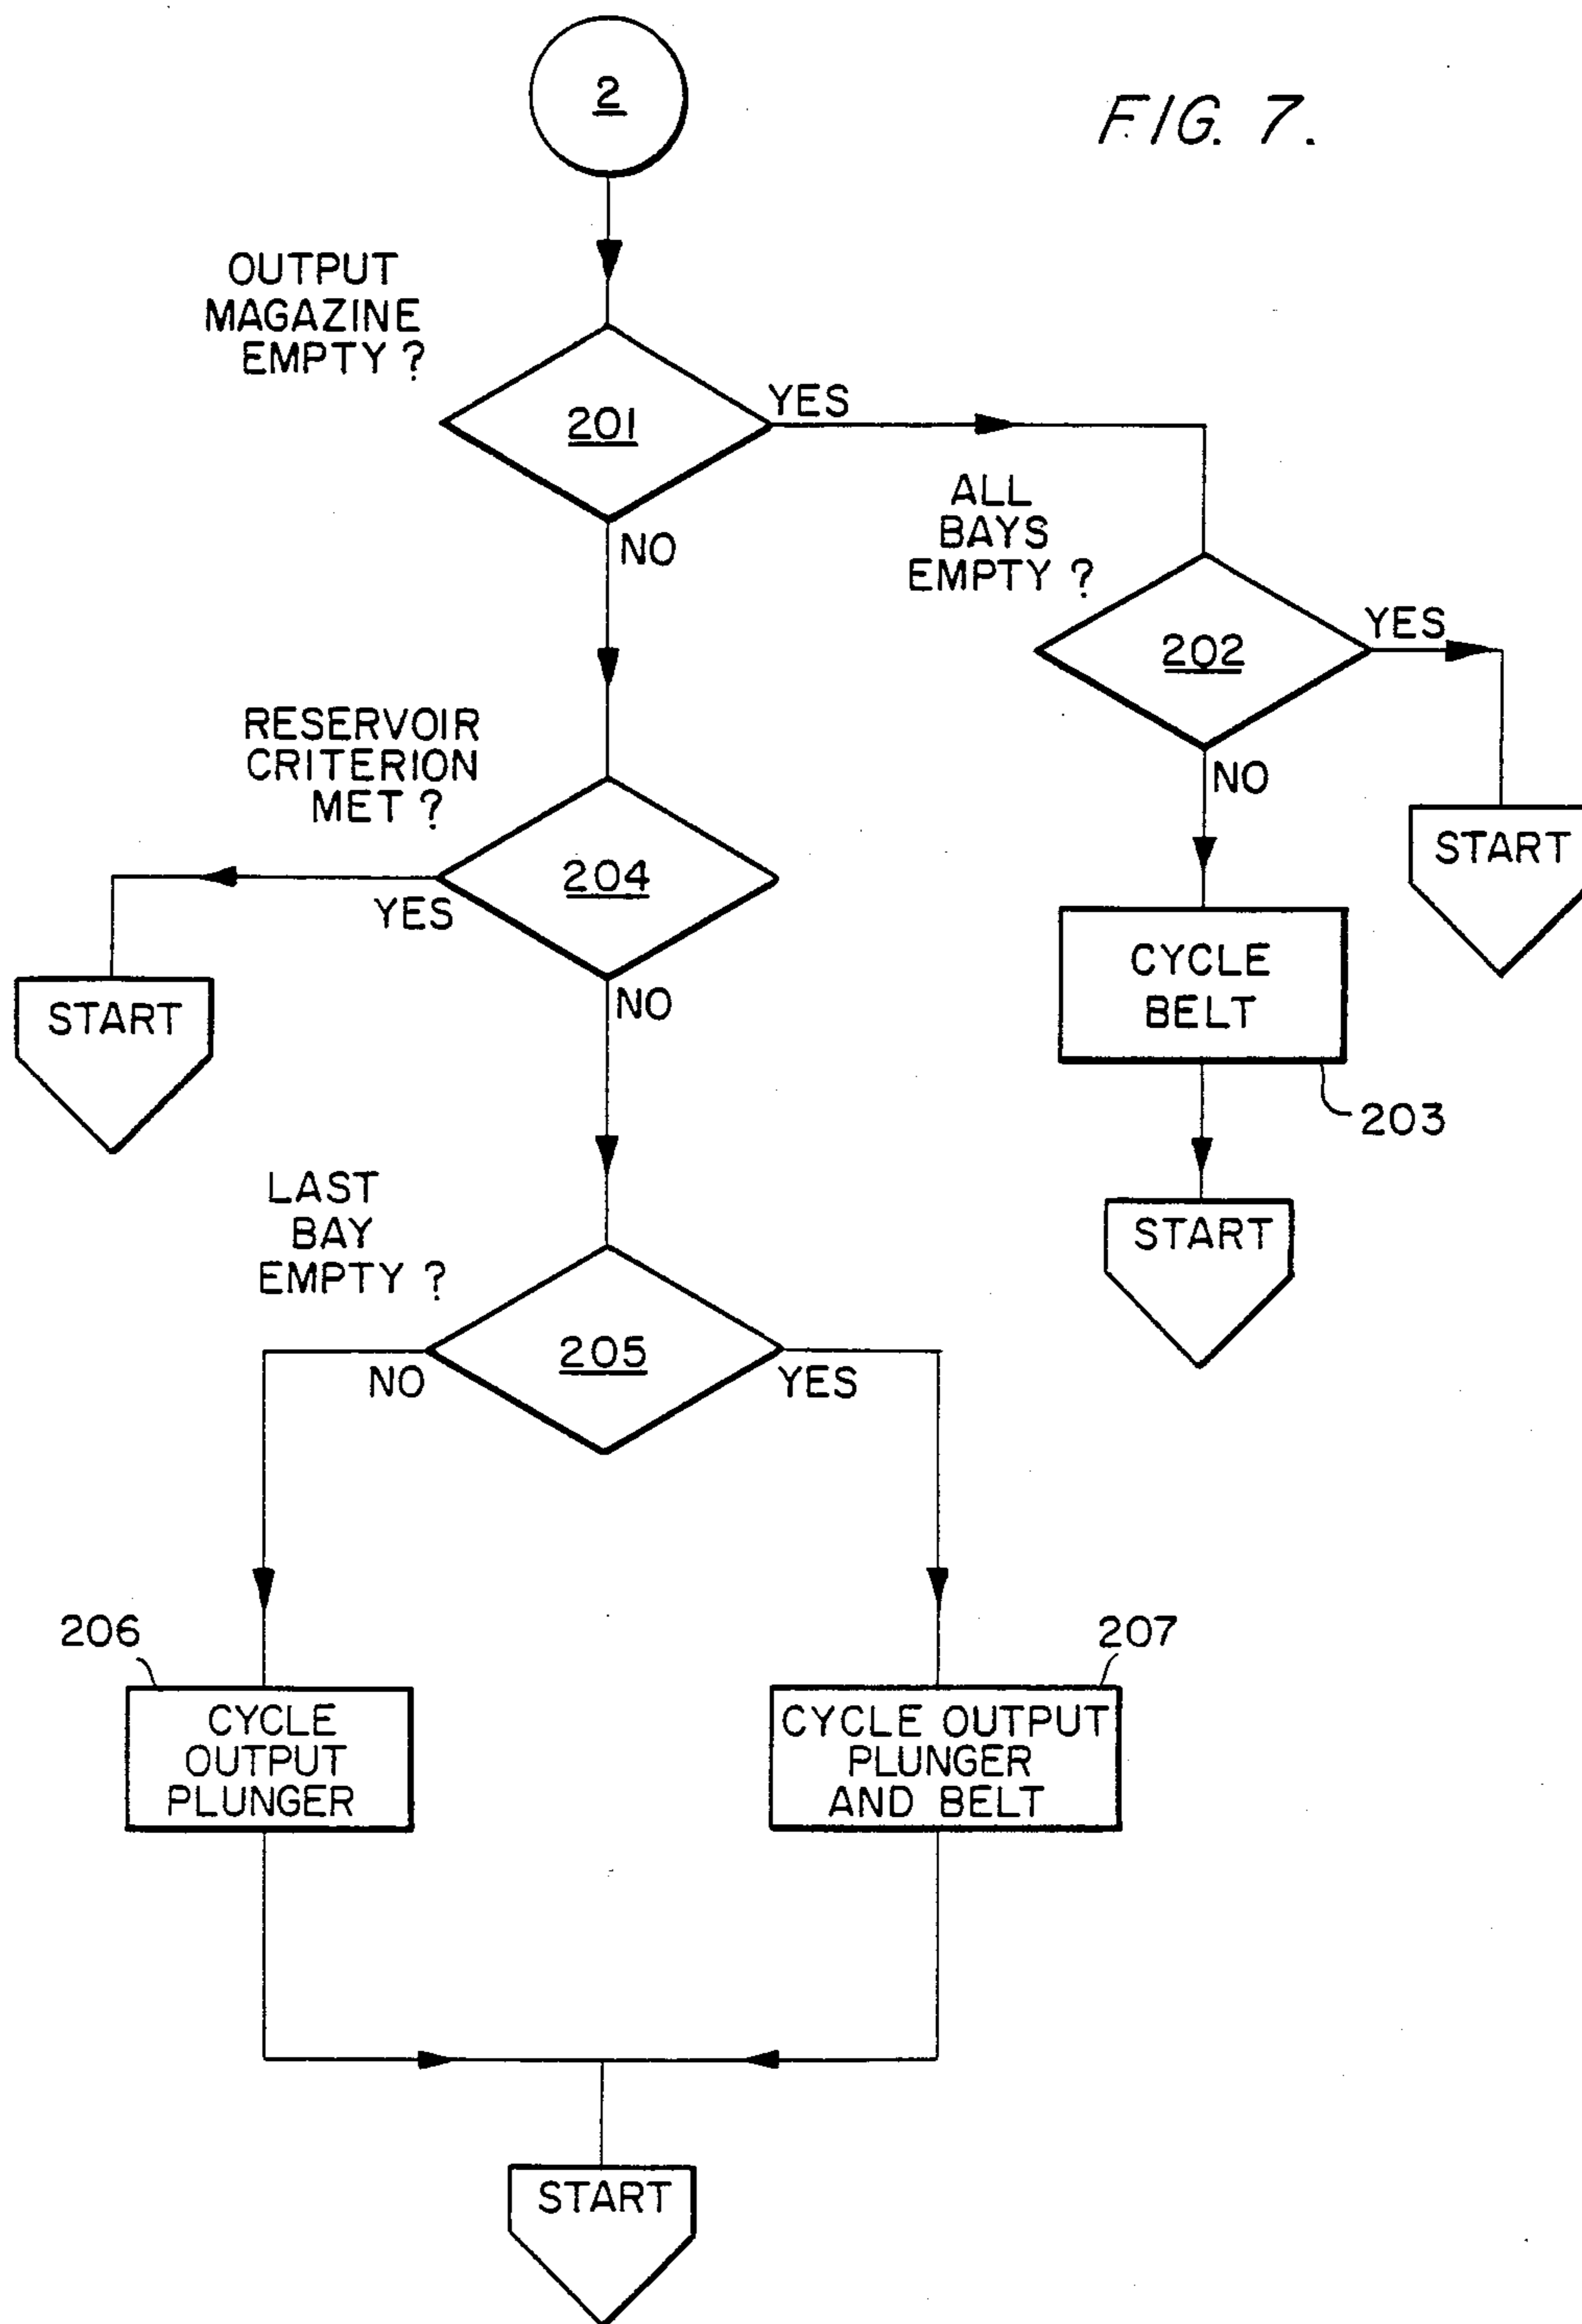 2
FIG. 7.
OUTPUT
MAGAZINE
EMPTY ?
201
YES
NO
ALL
BAYS
EMPTY ?
202
YES
NO
START
RESERVOIR
CRITERION
MET ?
204
YES
NO
START
CYCLE
BELT
203
START
LAST
BAY
EMPTY ?
205
NO
YES
206
CYCLE
OUTPUT
PLUNGER
207
CYCLE OUTPUT
PLUNGER
AND BELT
START